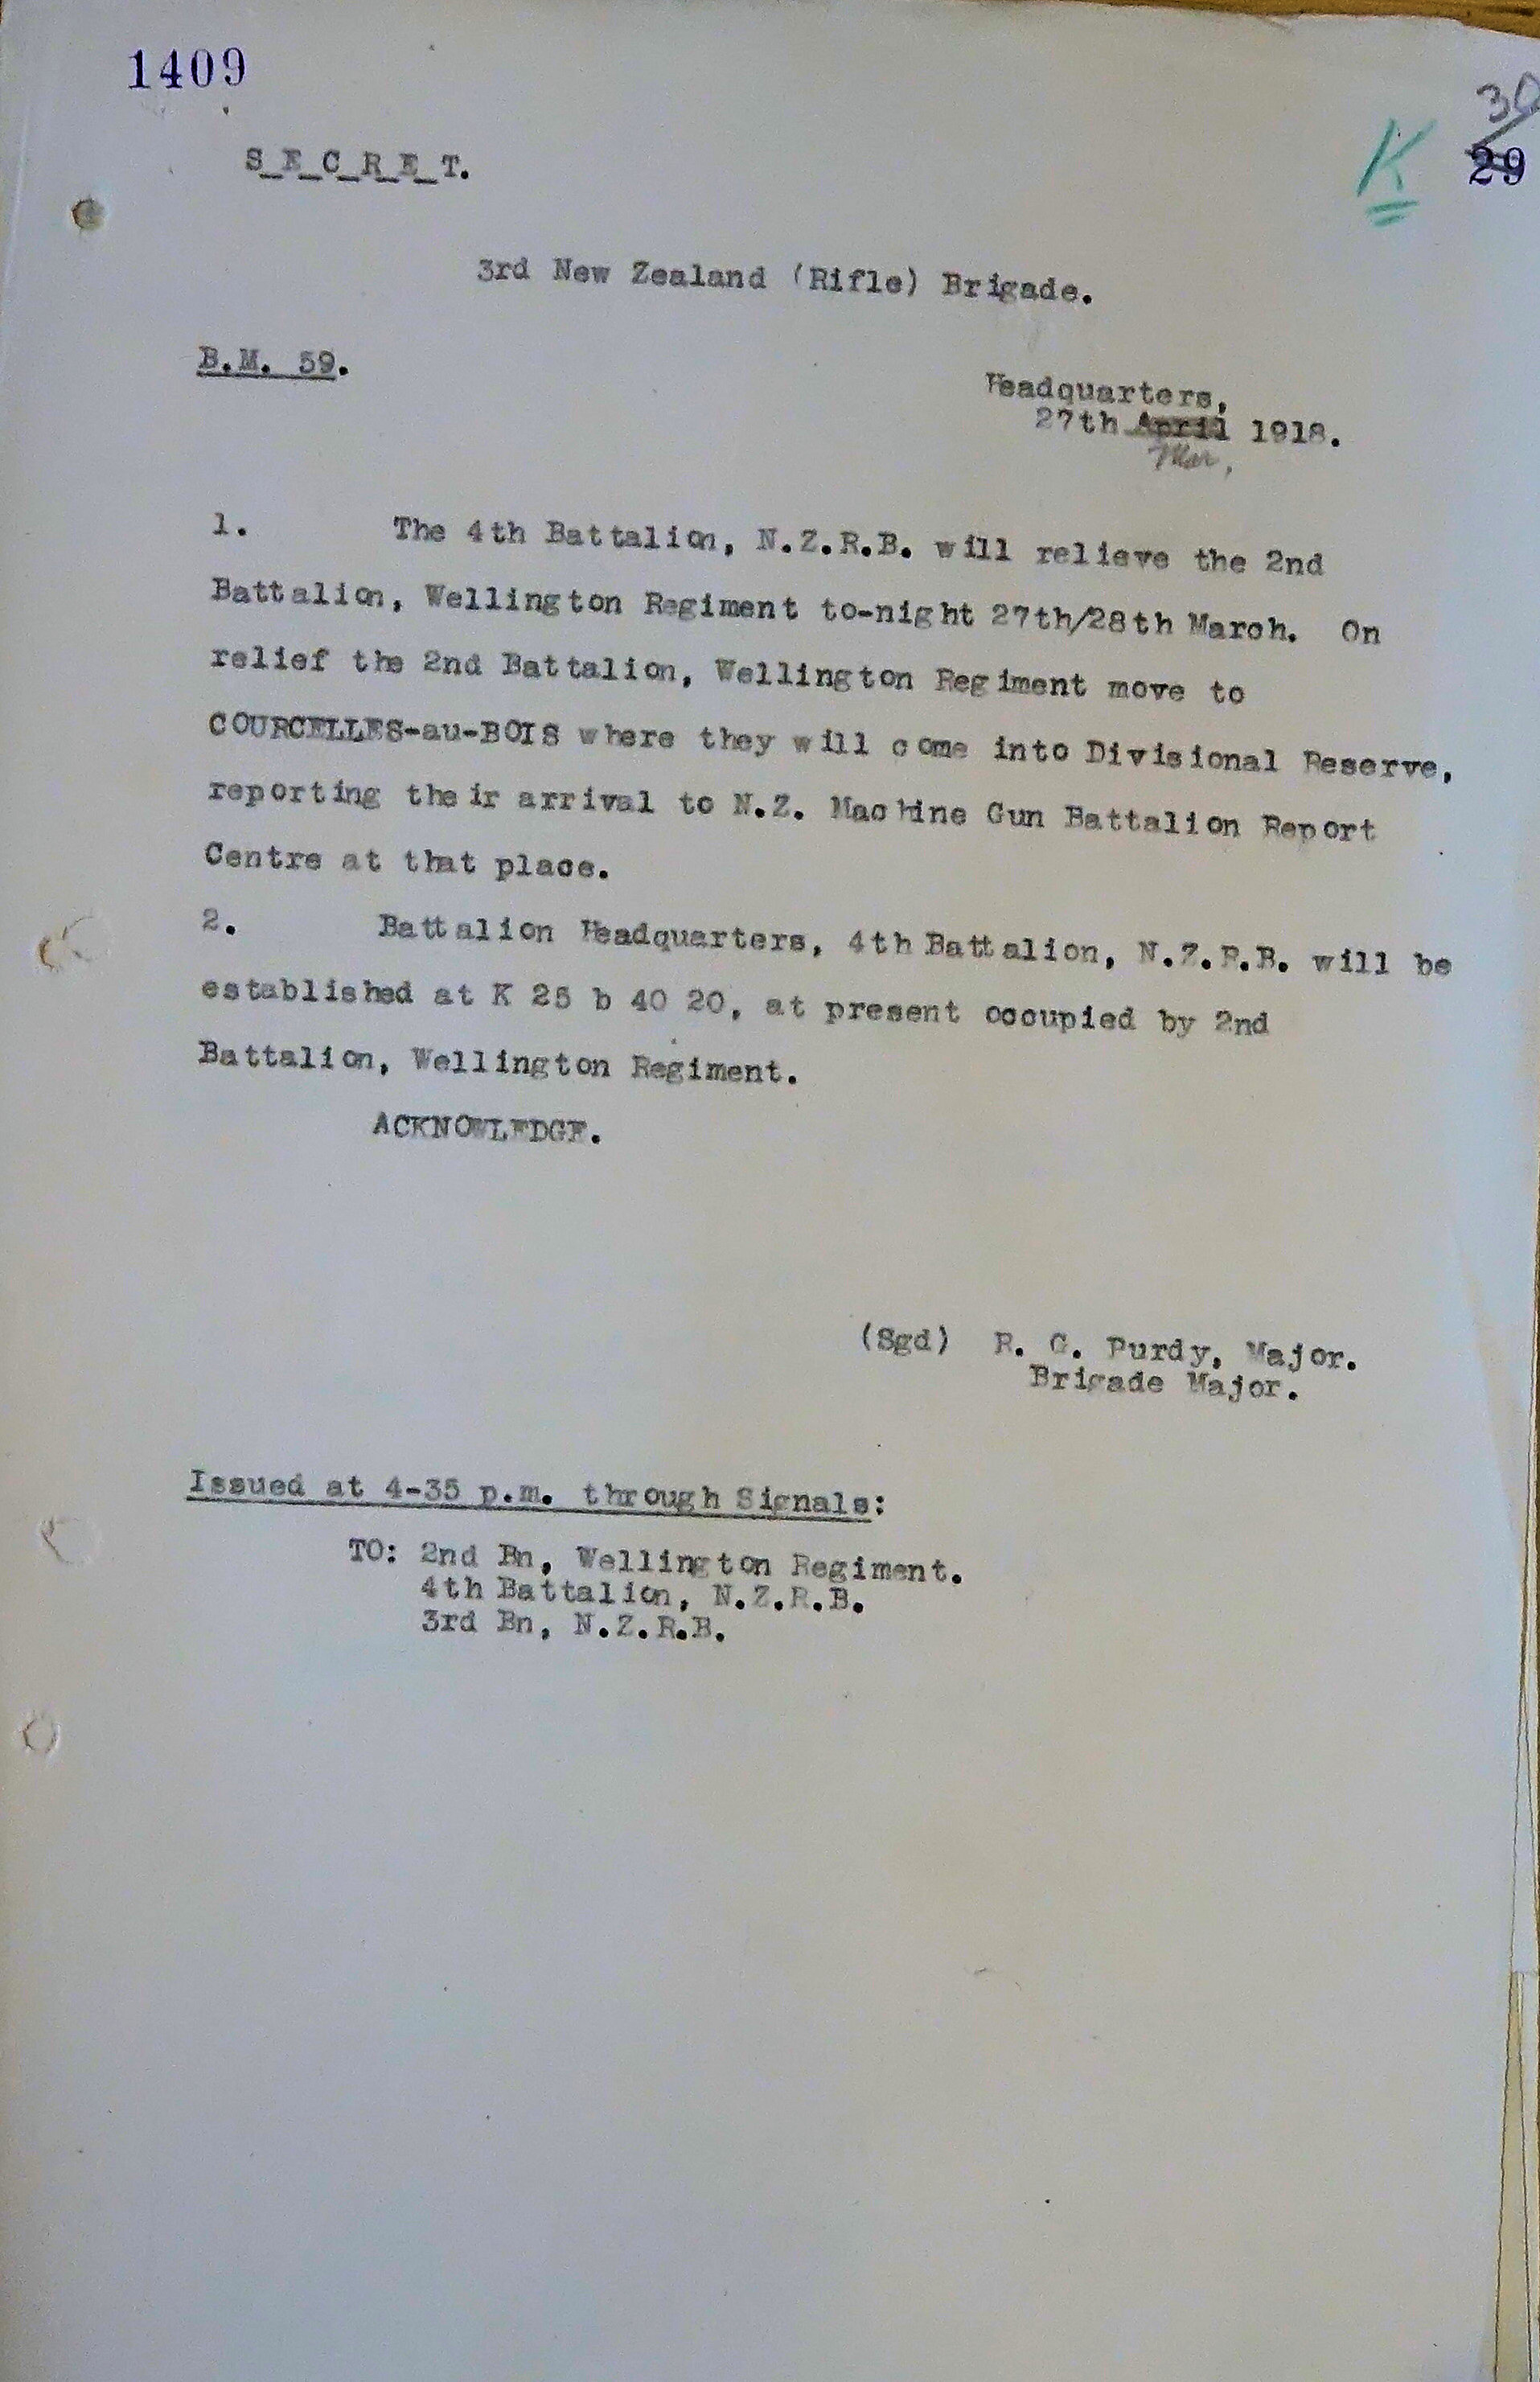 1409
30
K 29
S_E_C_R_E_T.
3rd New Zealand (Rifle) Brigade.
B.M. 59.
Headquarters,
27th April 1918.
Mar,
1. The 4th Battalion, N.Z.R.B. will relieve the 2nd
Battalion, Wellington Regiment to-night 27th/28th March. On
relief the 2nd Battalion, Wellington Regiment move to
COURCELLES-au-BOIS where they will come into Divisional Reserve,
reporting their arrival to N.Z. Machine Gun Battalion Report
Centre at that place.
2. Battalion Headquarters, 4th Battalion, N.Z.R.B. will be
established at K 25 b 40 20, at present occupied by 2nd
Battalion, Wellington Regiment.
ACKNOWLEDGE.
(Sgd) R. G. Purdy, Major.
Brigade Major.
Issued at 4-35 p.m. through Signals:
TO: 2nd Bn, Wellington Regiment.
4th Battalion, N.Z.R.B.
3rd Bn, N.Z.R.B.